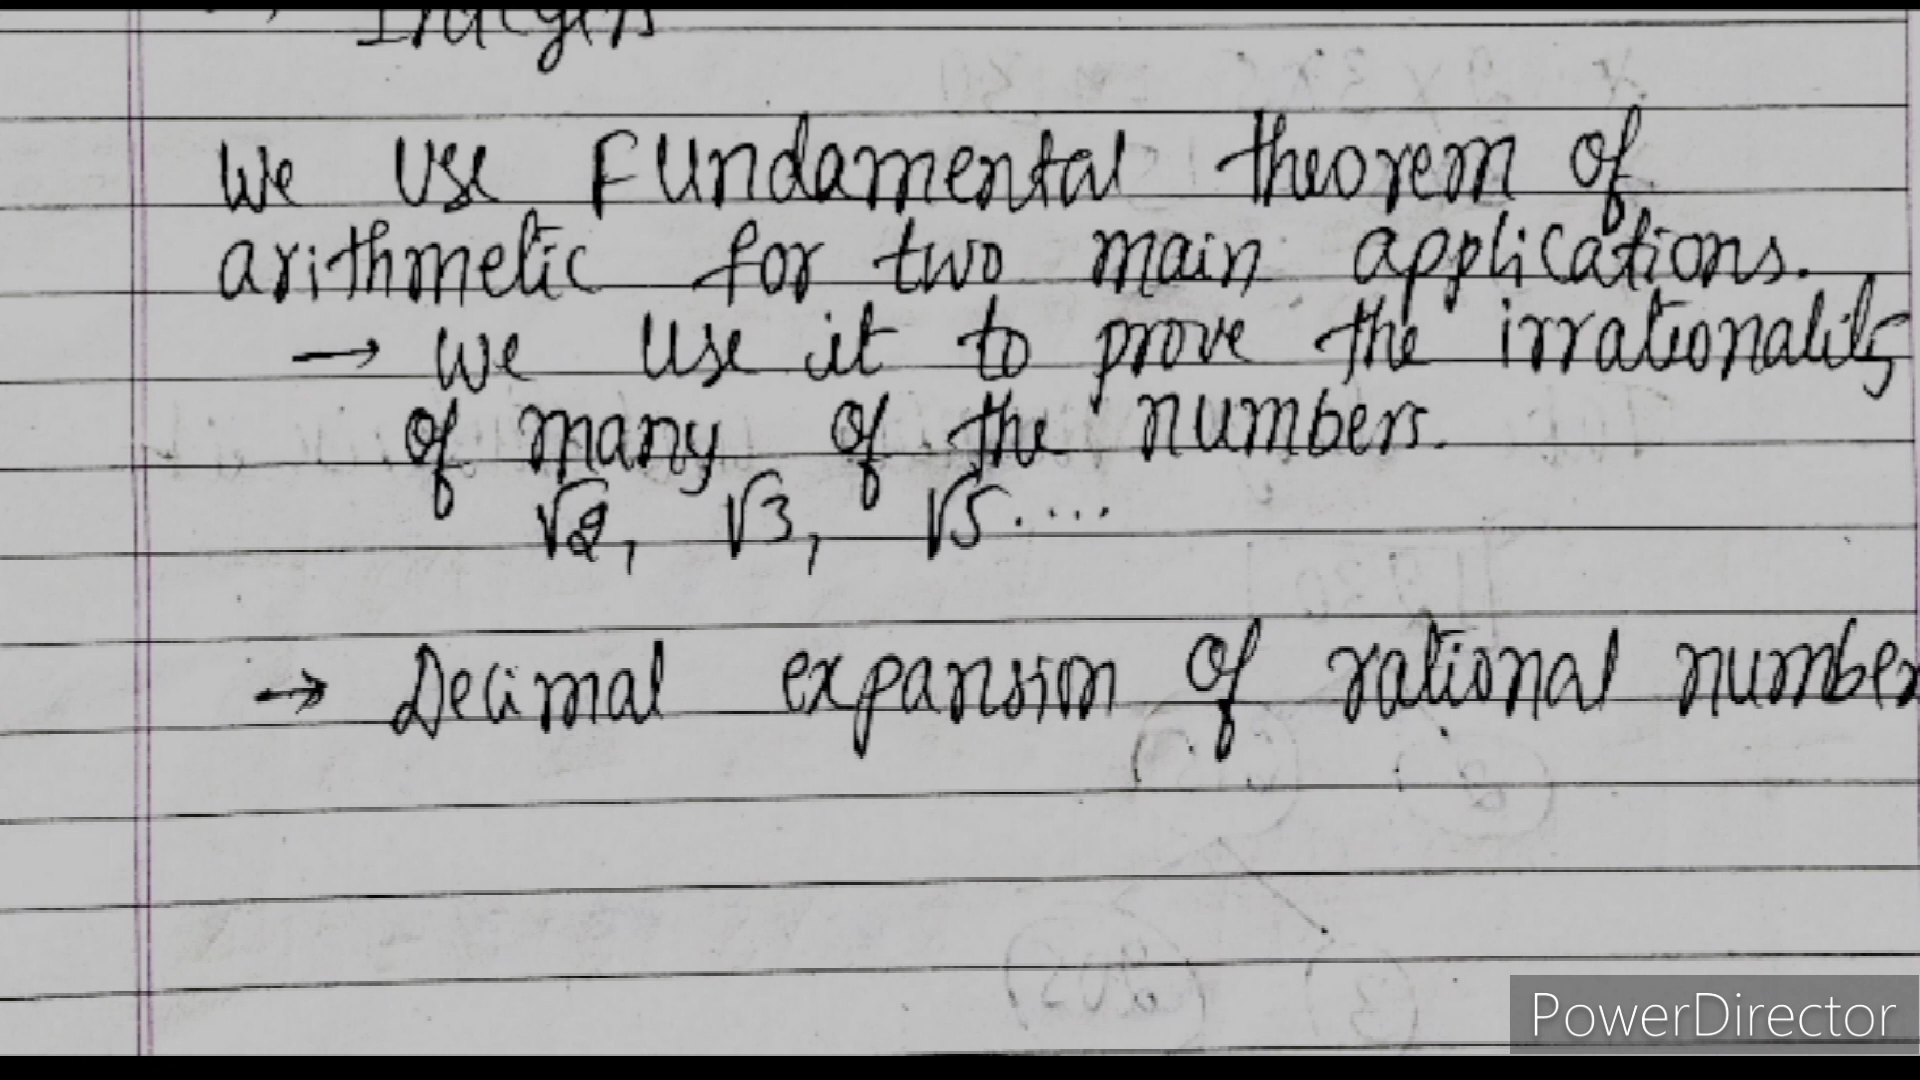 We use Fundamental theorem of
arithmetic for two main applications.
→ we use it to prove the irrationality
of many of the numbers.
√2, √3, √5....
→ Decimal expansion of rational number
PowerDirector